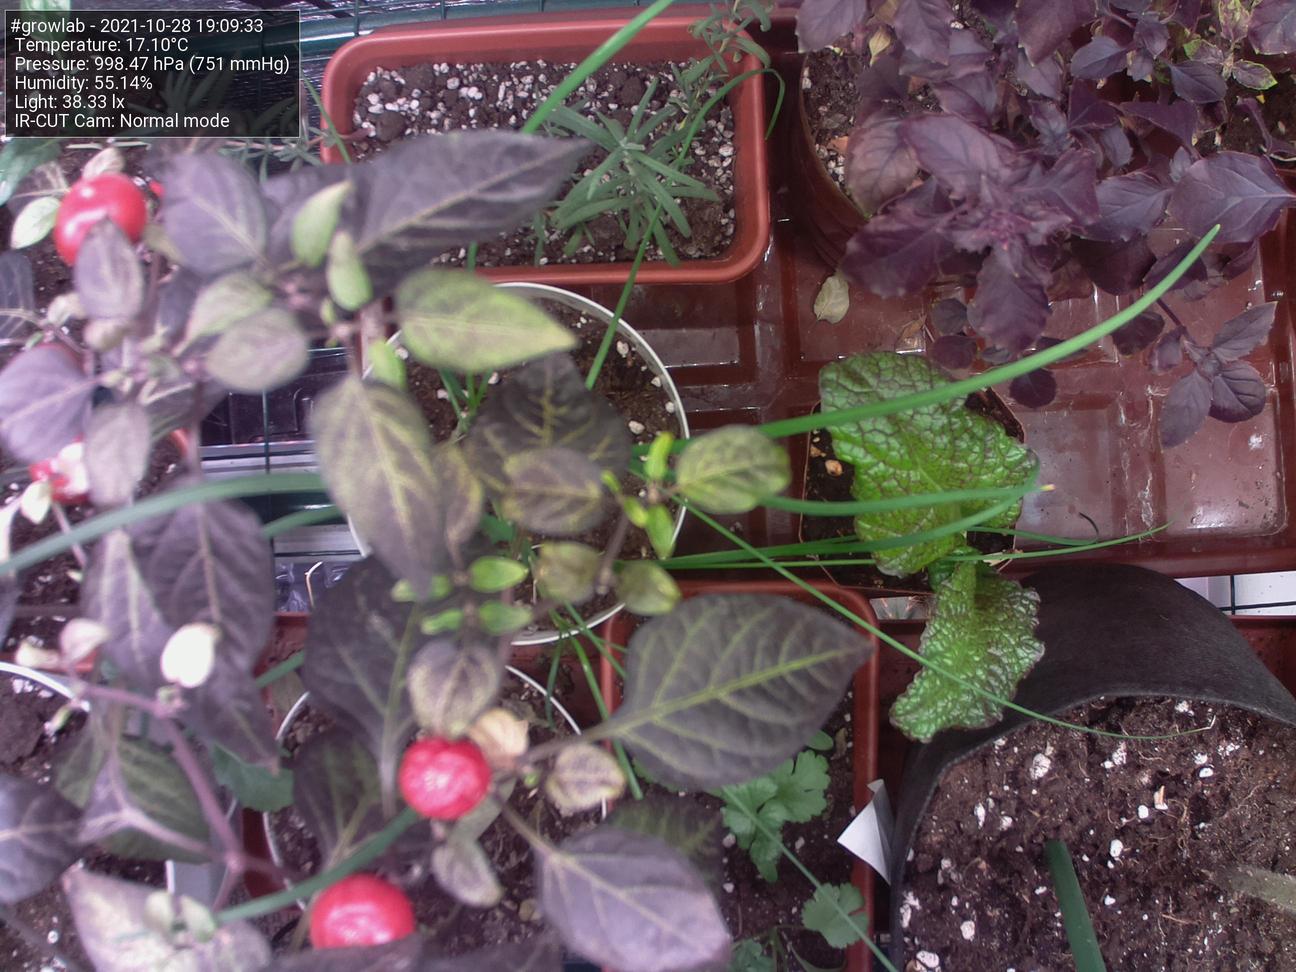 #growlab - 2021-10-28 19:09:33
Temperature: 17.10°C
Pressure: 998.47 hPa (751 mmHg)
Humidity: 55.14%
Light: 38.33 lx
IR-CUT Cam: Normal mode